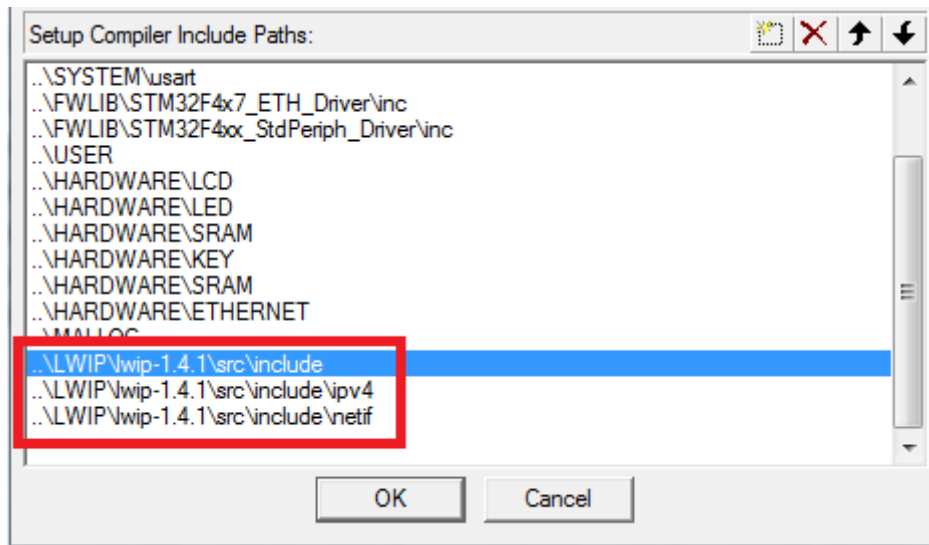 Setup Compiler Include Paths:
..\SYSTEM\usart
..\FWLIB\STM32F4x7_ETH_Driver\inc
..\FWLIB\STM32F4xx_StdPeriph_Driver\inc
..\USER
..\HARDWARE\LCD
..\HARDWARE\LED
..\HARDWARE\SRAM
..\HARDWARE\KEY
..\HARDWARE\SRAM
..\HARDWARE\ETHERNET
..\MALLOC
..\LWIP\lwip-1.4.1\src\include
..\LWIP\lwip-1.4.1\src\include\ipv4
..\LWIP\lwip-1.4.1\src\include\netif
OK Cancel